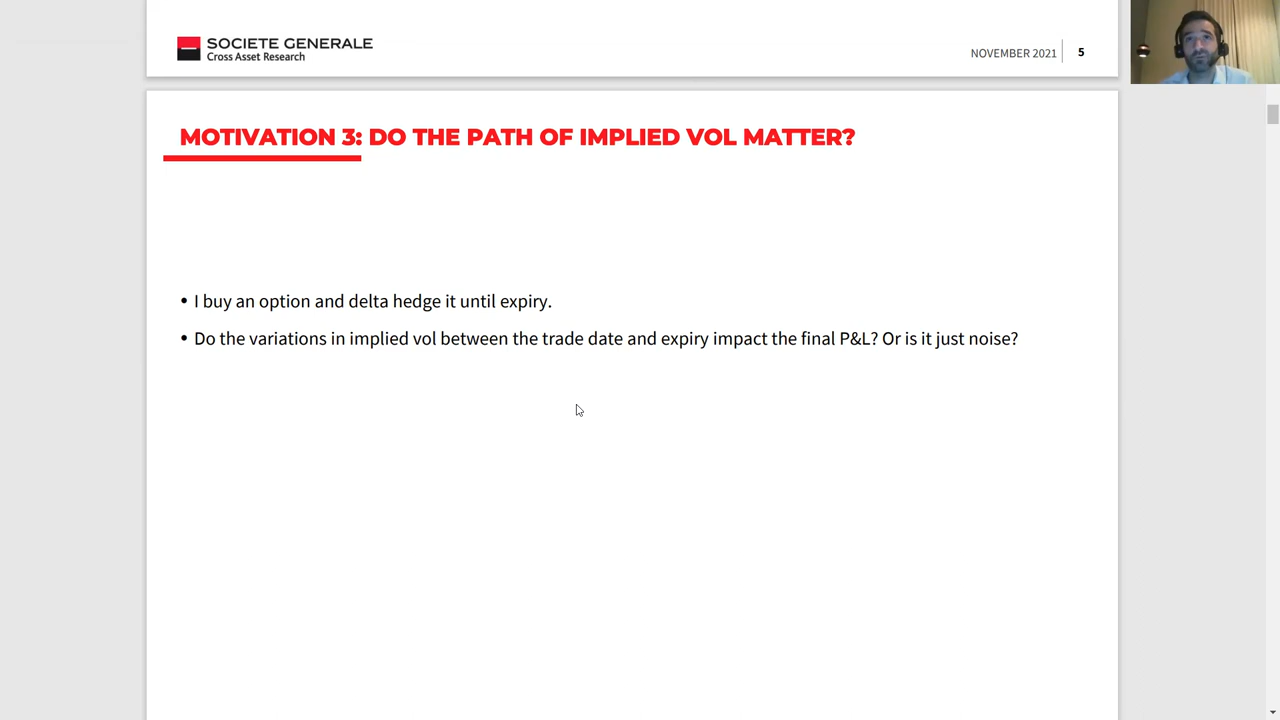 SOCIETE GENERALE
Cross Asset Research
NOVEMBER 2021 5
MOTIVATION 3: DO THE PATH OF IMPLIED VOL MATTER?
• I buy an option and delta hedge it until expiry.
• Do the variations in implied vol between the trade date and expiry impact the final P&L? Or is it just noise?